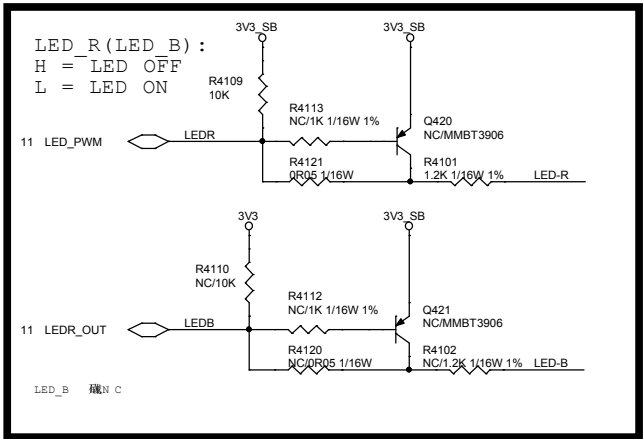 LED_R(LED_B):
H = LED OFF
L = LED ON
3V3_SB
3V3_SB
R4109
10K
R4113
NC/1K 1/16W 1%
Q420
NC/MMBT3906
11 LED_PWM
LEDR
R4121
0R05 1/16W
R4101
1.2K 1/16W 1%
LED-R
3V3
3V3_SB
R4110
NC/10K
R4112
NC/1K 1/16W 1%
Q421
NC/MMBT3906
11 LEDR_OUT
LEDB
R4120
NC/0R05 1/16W
R4102
NC/1.2K 1/16W 1%
LED-B
LED_B NC